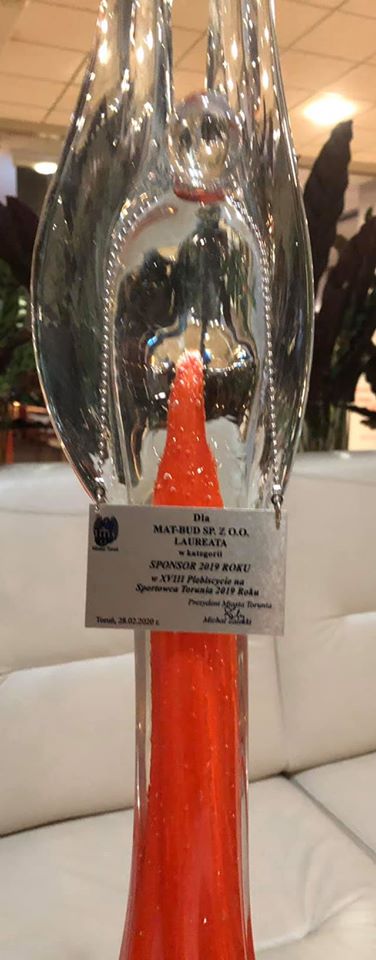 Dla
MAT-BUD SP. Z O.O.
LAUREATA
w kategorii
SPONSOR 2019 ROKU
w XVIII Plebiscycie na
Sportowca Torunia 2019 Roku
Prezydent Miasta Torunia
Michał Zaleski
Toruń, 28.02.2020 r.
Miasto Toruń